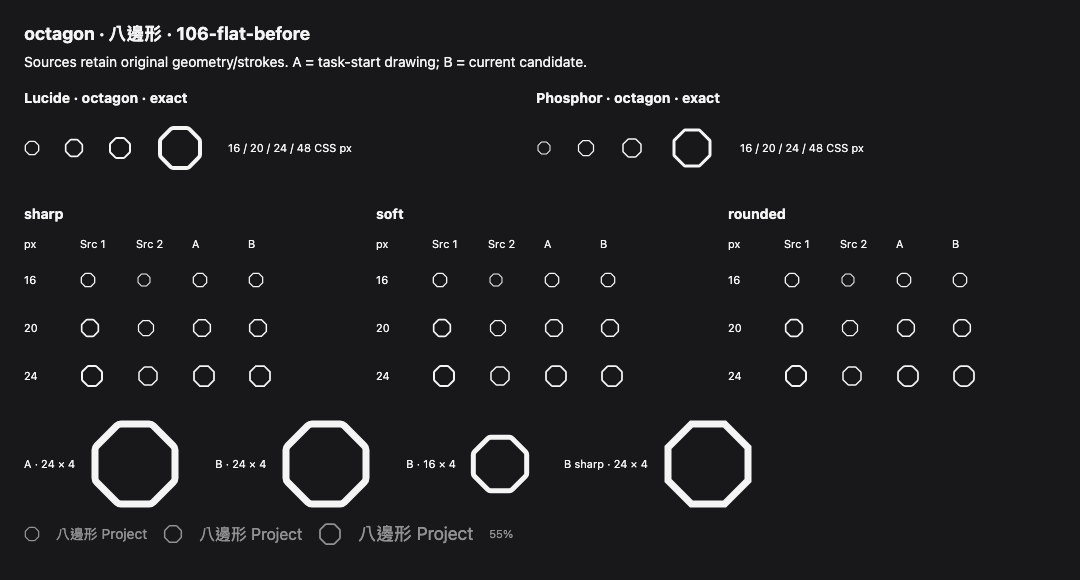 octagon · 八邊形 · 106-flat-before
Sources retain original geometry/strokes. A = task-start drawing; B = current candidate.
Lucide · octagon · exact
16 / 20 / 24 / 48 CSS px
Phosphor · octagon · exact
16 / 20 / 24 / 48 CSS px
sharp
px Src 1 Src 2 A B
16
20
24
soft
px Src 1 Src 2 A B
16
20
24
rounded
px Src 1 Src 2 A B
16
20
24
A · 24 × 4
B · 24 × 4
B · 16 × 4
B sharp · 24 × 4
八邊形 Project 八邊形 Project 八邊形 Project 55%